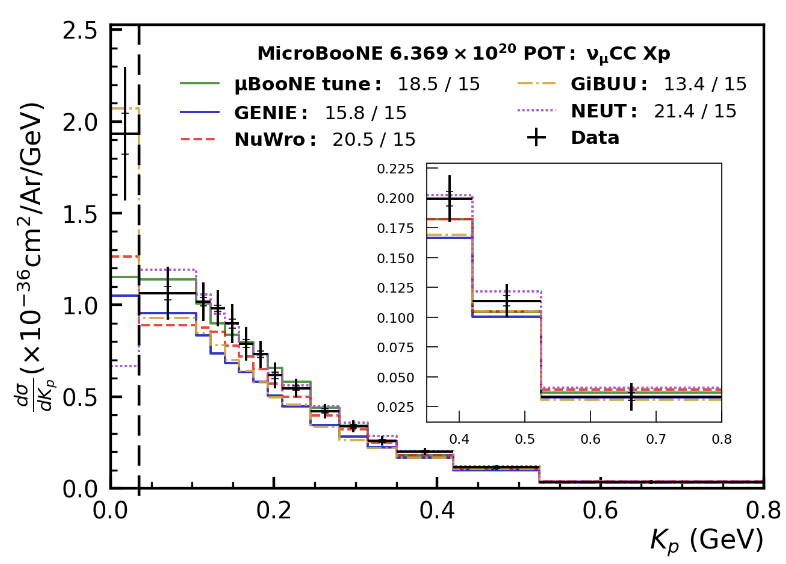 MicroBooNE 6.369 × 10²⁰ POT: νμCC Xp
μBooNE tune: 18.5 / 15
GENIE: 15.8 / 15
NuWro: 20.5 / 15
GiBUU: 13.4 / 15
NEUT: 21.4 / 15
Data
dσ/dKp (×10⁻³⁶cm²/Ar/GeV)
2.5
2.0
1.5
1.0
0.5
0.0
0.0 0.2 0.4 0.6 0.8
Kp (GeV)
0.225
0.200
0.175
0.150
0.125
0.100
0.075
0.050
0.025
0.4 0.5 0.6 0.7 0.8